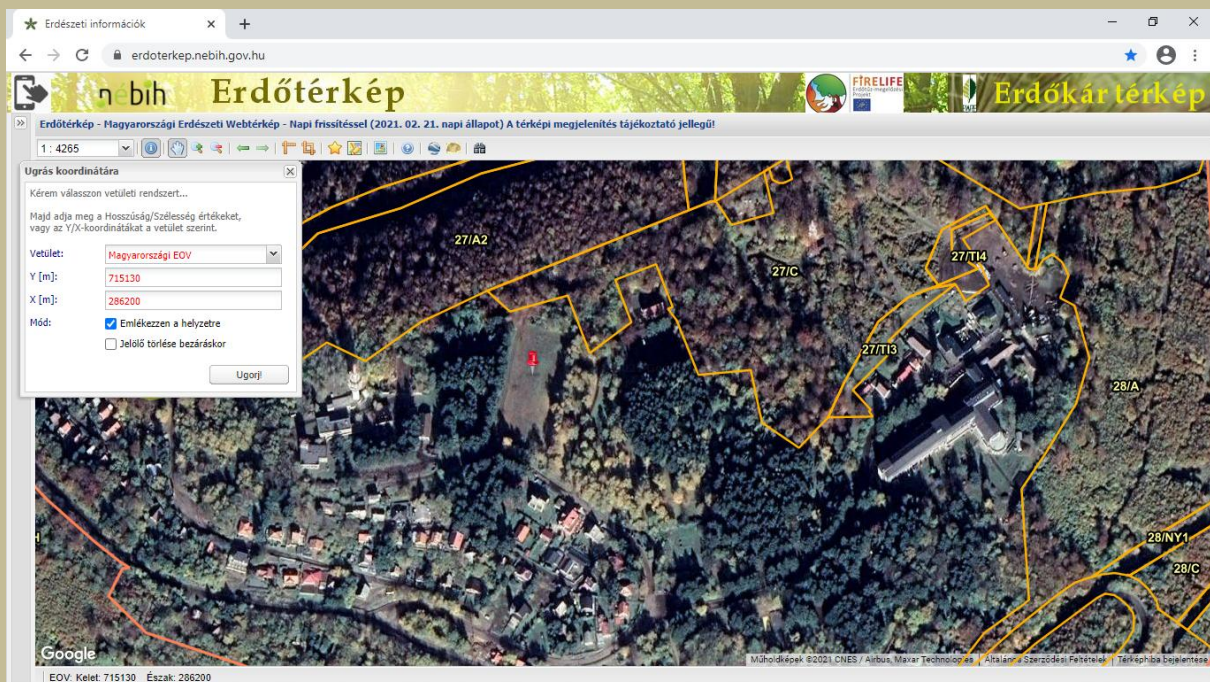 Erdészeti információk
erdoterkep.nebih.gov.hu
nébih
Erdőtérkép
FIRELIFE
Erdőkár térkép
Erdőtérkép - Magyarországi Erdészeti Webtérkép - Napi frissítéssel (2021. 02. 21. napi állapot) A térképi megjelenítés tájékoztató jellegű!
1 : 4265
Ugrás koordinátára
Kérem válasszon vetületi rendszert...
Majd adja meg a Hosszúság/Szélesség értékeket,
vagy az Y/X-koordinátákat a vetület szerint.
Vetület: Magyarországi EOV
Y [m]: 715130
X [m]: 286200
Mód: Emlékezzen a helyzetre
Jelölő törlése bezáráskor
Ugorj!
27/A2
27/C
27/TI4
27/TI3
28/A
28/NY1
28/C
Google
Műholdképek ©2021 CNES / Airbus, Maxar Technologies
Általános Szerződési Feltételek
Térképhiba bejelentése
EOV: Kelet: 715130 Észak: 286200